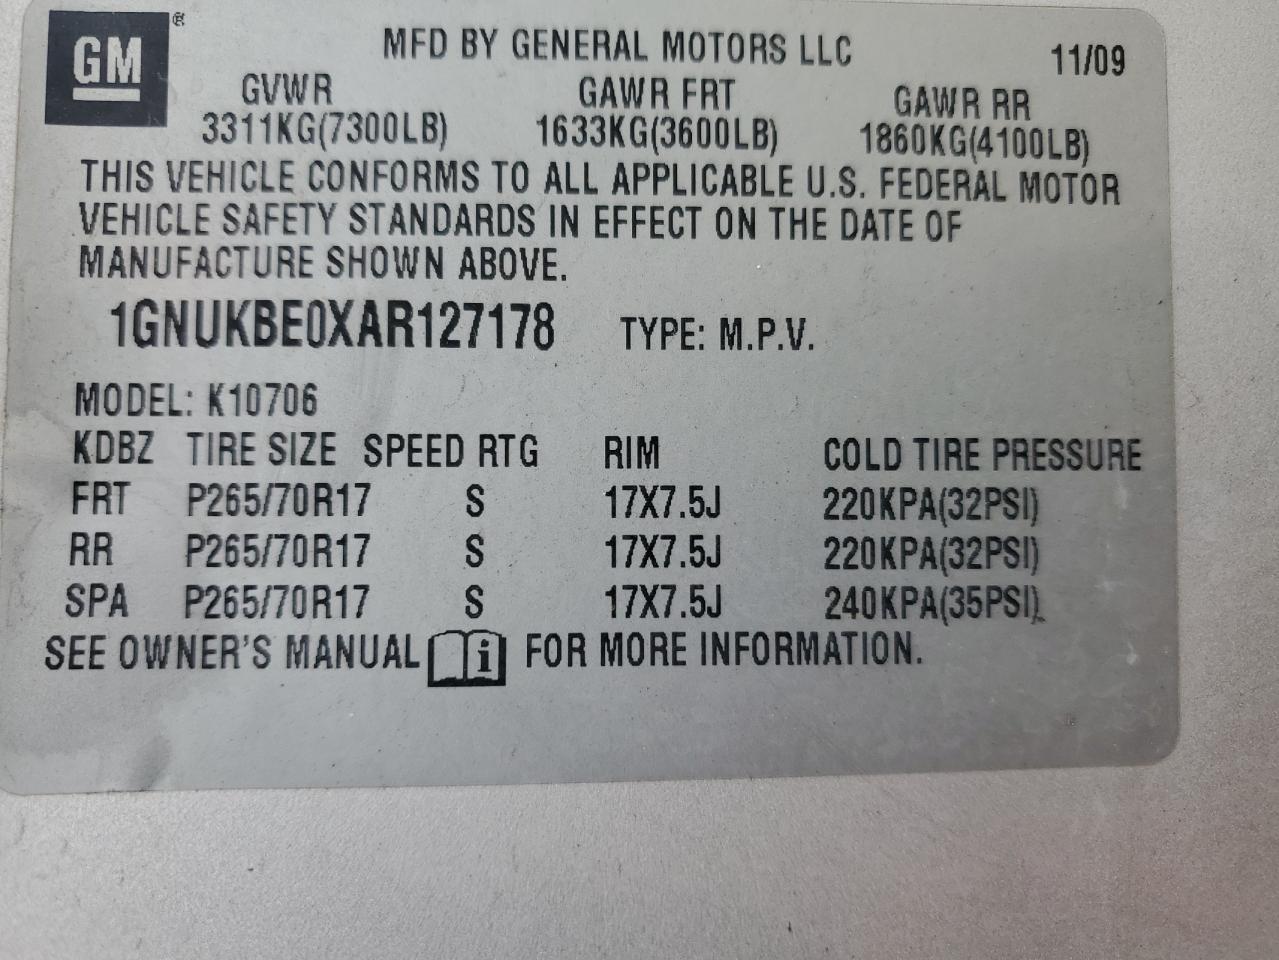 GM®
MFD BY GENERAL MOTORS LLC 11/09
GVWR GAWR FRT GAWR RR
3311KG(7300LB) 1633KG(3600LB) 1860KG(4100LB)
THIS VEHICLE CONFORMS TO ALL APPLICABLE U.S. FEDERAL MOTOR
VEHICLE SAFETY STANDARDS IN EFFECT ON THE DATE OF
MANUFACTURE SHOWN ABOVE.
1GNUKBE0XAR127178 TYPE: M.P.V.
MODEL: K10706
KDBZ TIRE SIZE SPEED RTG RIM COLD TIRE PRESSURE
FRT P265/70R17 S 17X7.5J 220KPA(32PSI)
RR P265/70R17 S 17X7.5J 220KPA(32PSI)
SPA P265/70R17 S 17X7.5J 240KPA(35PSI)
SEE OWNER'S MANUAL i FOR MORE INFORMATION.